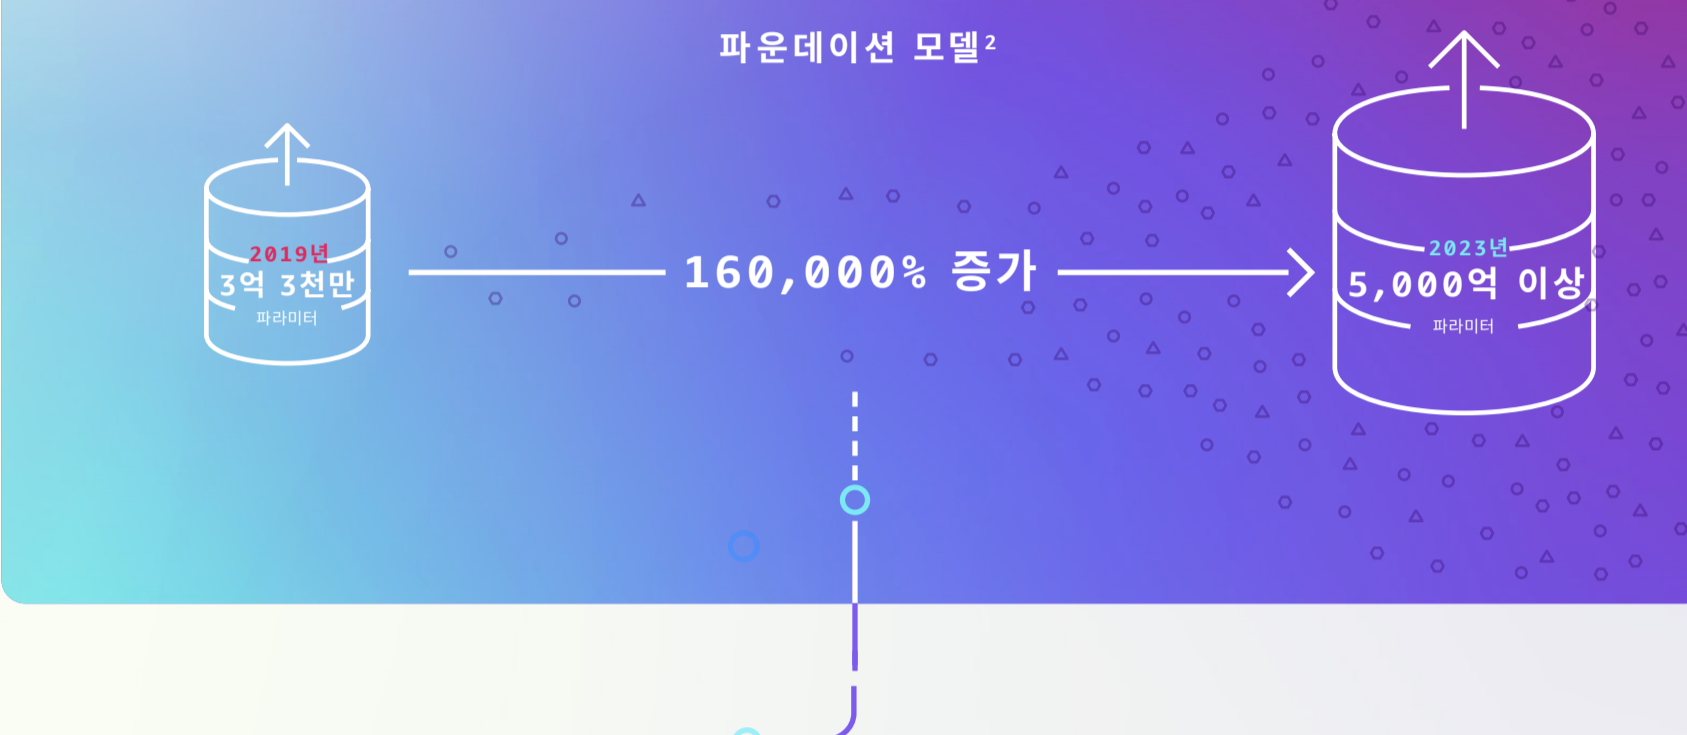 파운데이션 모델²
2019년
3억 3천만
파라미터
160,000% 증가
2023년
5,000억 이상
파라미터